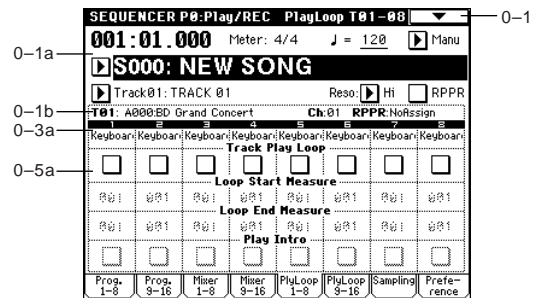 SEQUENCER P0:Play/REC PlayLoop T01-08
0–1
001:01.000 Meter: 4/4 ♩ = 120 Manu
0–1a
S000: NEW SONG
Track01: TRACK 01 Reso: Hi RPPR
0–1b
T01: A000:BD Grand Concert Ch:01 RPPR:NoAssign
0–3a
1 2 3 4 5 6 7 8
Keyboar Keyboar Keyboar Keyboar Keyboar Keyboar Keyboar Keyboar
Track Play Loop
0–5a
Loop Start Measure
001 001 001 001 001 001 001 001
Loop End Measure
001 001 001 001 001 001 001 001
Play Intro
Prog. 1-8 Prog. 9-16 Mixer 1-8 Mixer 9-16 PlyLoop 1-8 PlyLoop 9-16 Sampling Prefe-rence